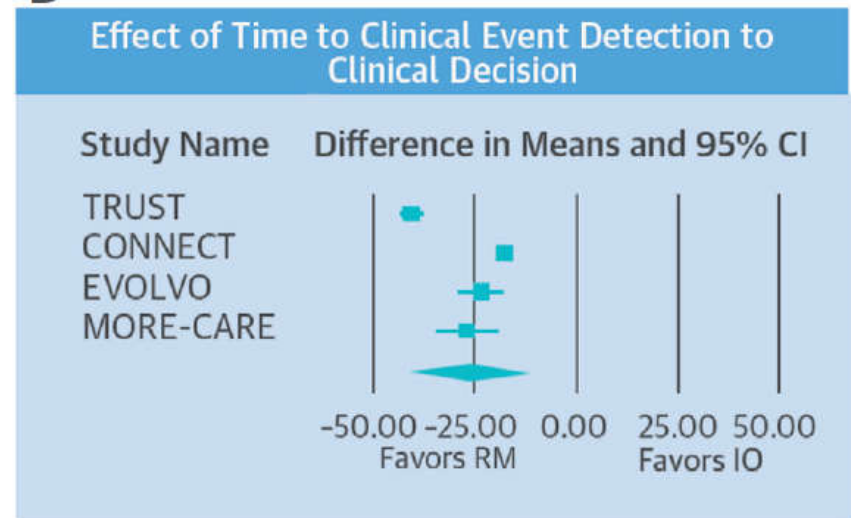 Effect of Time to Clinical Event Detection to
Clinical Decision
Study Name Difference in Means and 95% CI
TRUST
CONNECT
EVOLVO
MORE-CARE
-50.00 -25.00 0.00 25.00 50.00
Favors RM Favors IO